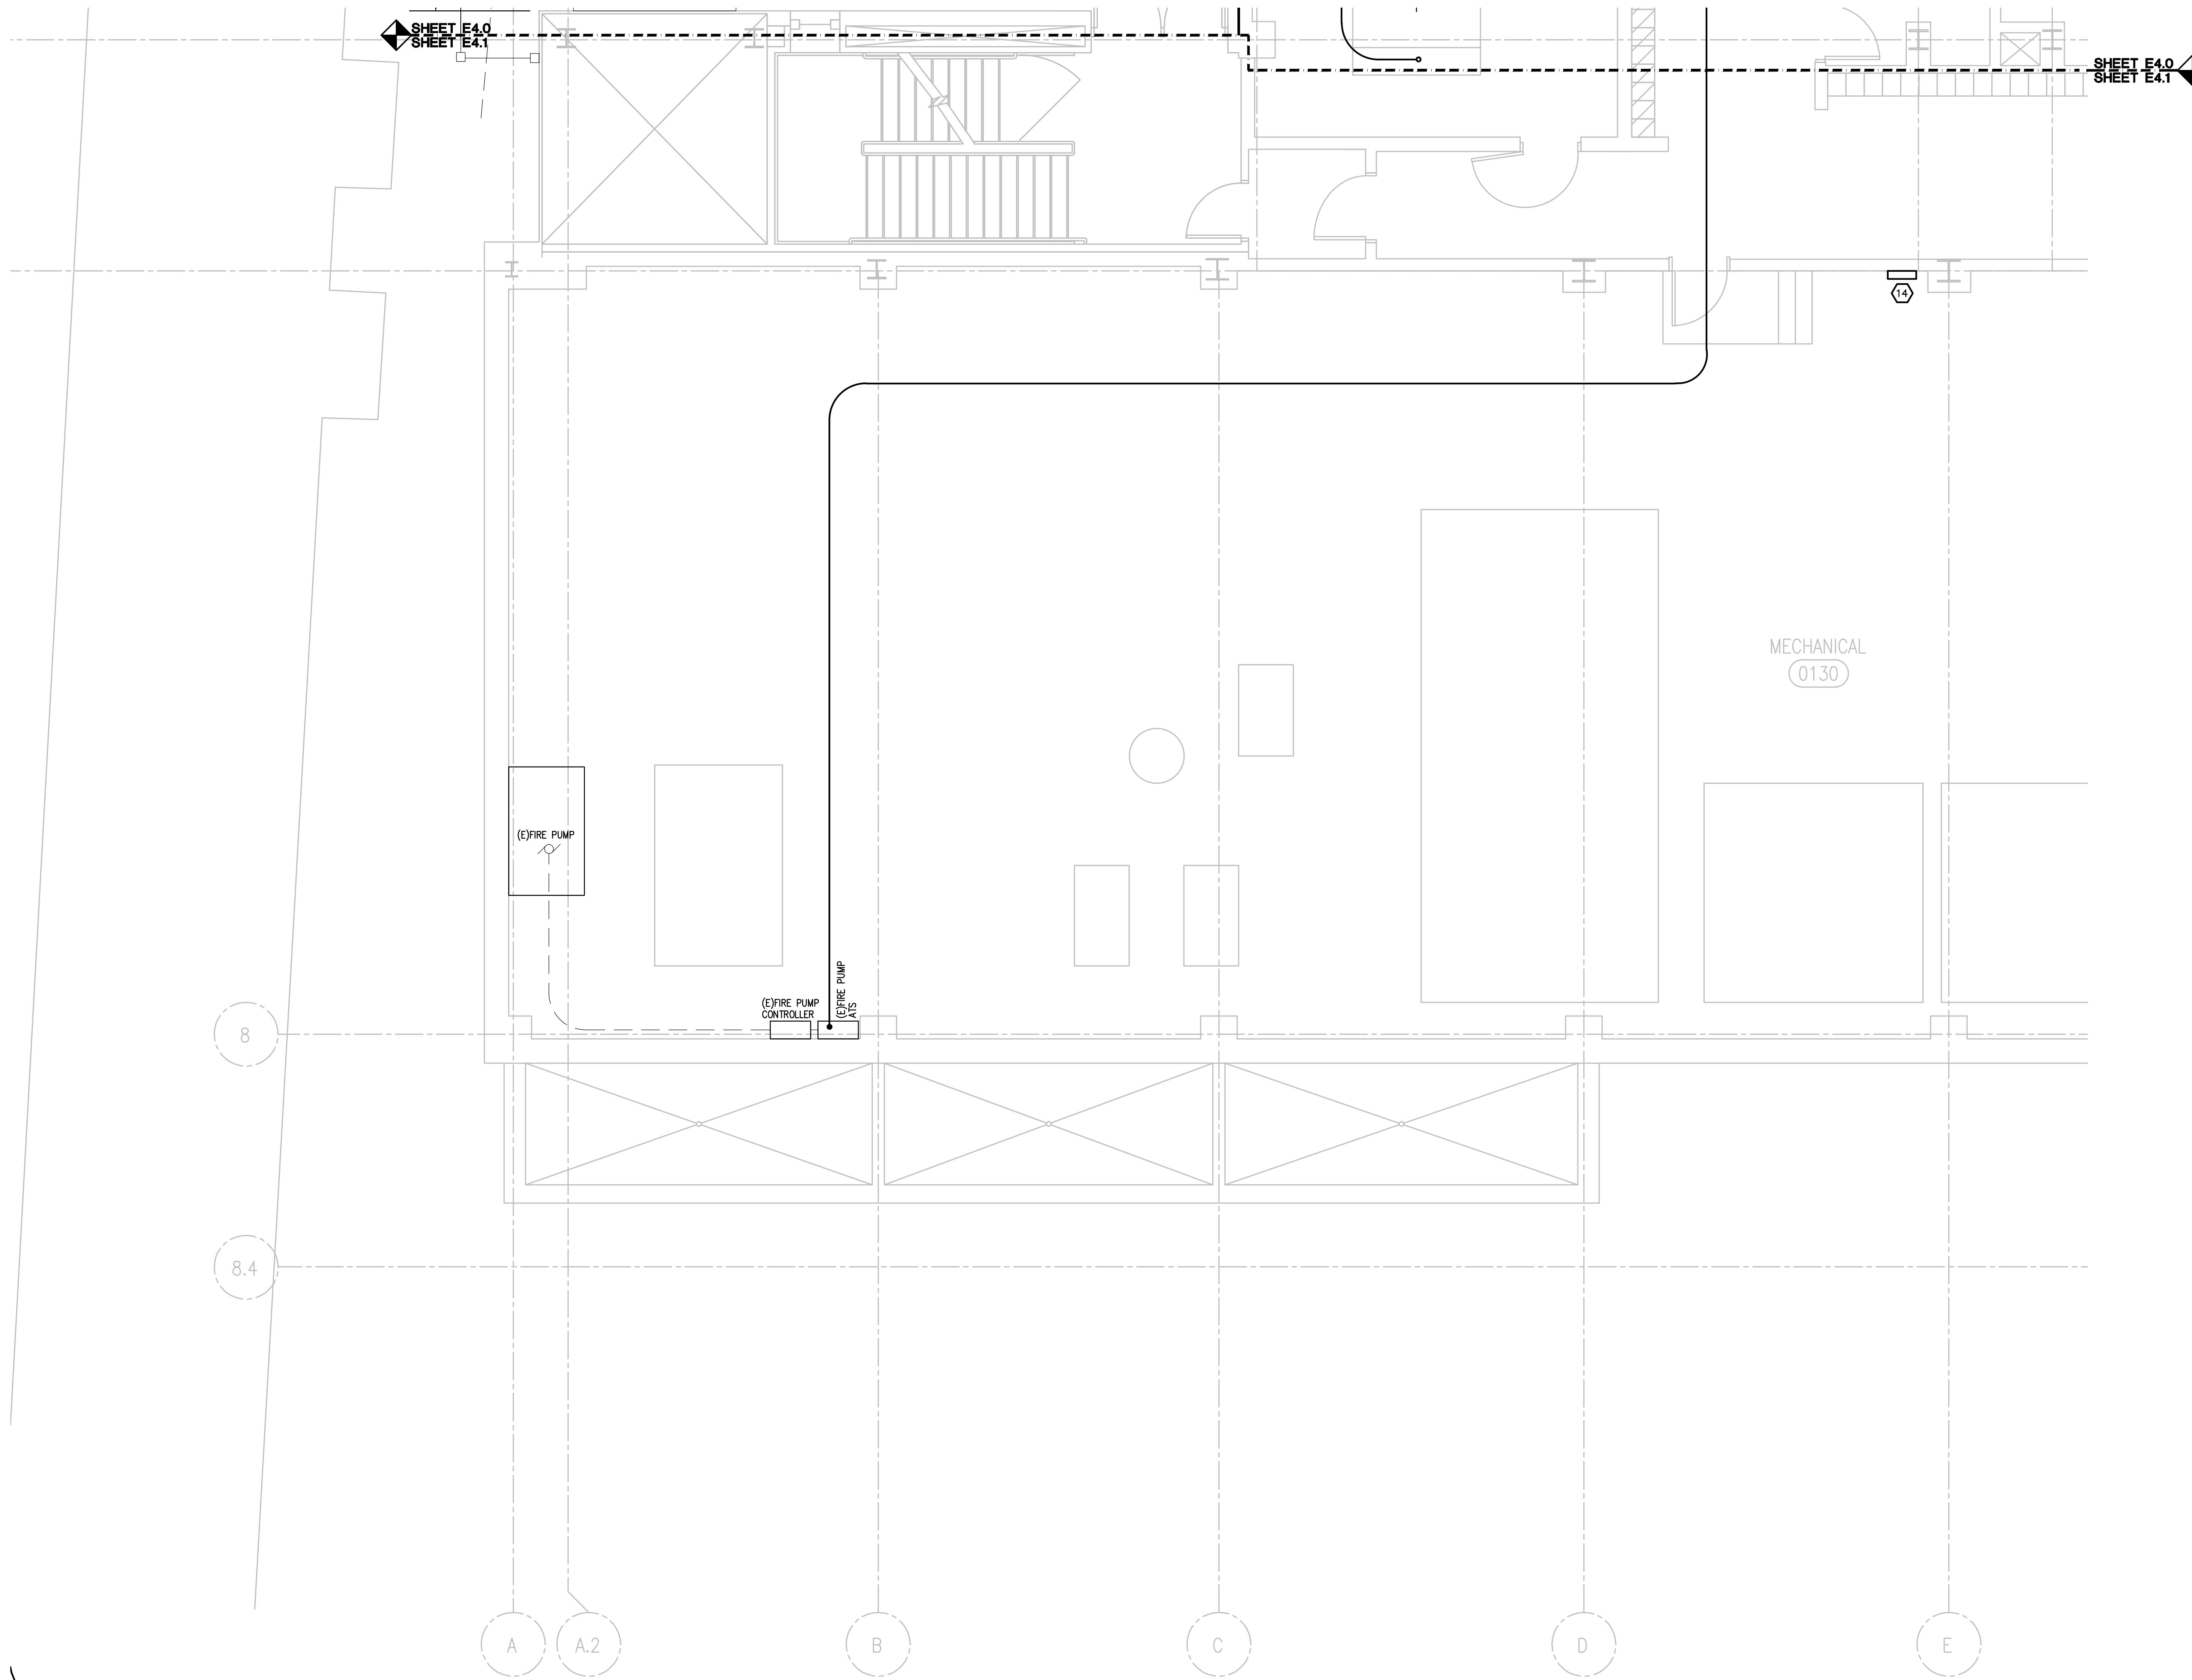 SHEET E4.0
SHEET E4.1
SHEET E4.0
SHEET E4.1
14
MECHANICAL
0130
(E)FIRE PUMP
(E)FIRE PUMP
CONTROLLER
(E)FIRE PUMP
ATS
8
8.4
A
A.2
B
C
D
E